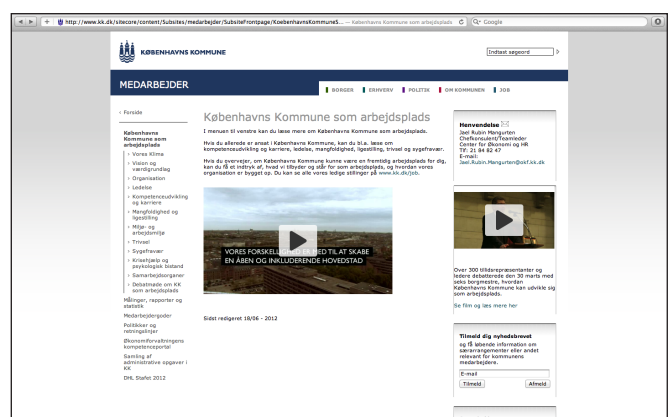 http://www.kk.dk/sitecore/content/Subsites/medarbejder/SubsiteFrontpage/KoebenhavnsKommuneS... — Københavns Kommune som arbejdsplads
Google
KØBENHAVNS KOMMUNE
Indtast søgeord
MEDARBEJDER
BORGER
ERHVERV
POLITIK
OM KOMMUNEN
JOB
‹ Forside
Københavns
Kommune som
arbejdsplads
› Vores Klima
› Vision og
værdigrundlag
› Organisation
› Ledelse
› Kompetenceudvikling
og karriere
› Mangfoldighed og
ligestilling
› Miljø- og
arbejdsmiljø
› Trivsel
› Sygefravær
› Krisehjælp og
psykologisk bistand
› Samarbejdsorganer
› Debatmøde om KK
som arbejdsplads
Målinger, rapporter og
statistik
Medarbejdergoder
Politikker og
retningslinjer
Økonomiforvaltningens
kompetenceportal
Samling af
administrative opgaver i
KK
DHL Stafet 2012
Københavns Kommune som arbejdsplads
I menuen til venstre kan du læse mere om Københavns Kommune som arbejdsplads.
Hvis du allerede er ansat i Københavns Kommune, kan du bl.a. læse om
kompetenceudvikling og karriere, ledelse, mangfoldighed, ligestilling, trivsel og sygefravær.
Hvis du overvejer, om Københavns Kommune kunne være en fremtidig arbejdsplads for dig,
kan du få et indtryk af, hvad vi tilbyder og står for som arbejdsplads, og hvordan vores
organisation er bygget op. Du kan se alle vores ledige stillinger på www.kk.dk/job.
VORES FORSKELLIGHED ER MED TIL AT SKABE
EN ÅBEN OG INKLUDERENDE HOVEDSTAD
Sidst redigeret 18/06 - 2012
Henvendelse
Jael Rubin Mangurten
Chefkonsulent/Teamleder
Center for Økonomi og HR
Tlf: 21 84 82 47
E-mail:
Jael.Rubin.Mangurten@okf.kk.dk
Over 300 tillidsrepræsentanter og
ledere debatterede den 30 marts med
seks borgmestre, hvordan
Københavns Kommune kan udvikle sig
som arbejdsplads.
Se film og læs mere her
Tilmeld dig nyhedsbrevet
og få løbende information om
særarrangementer eller andet
relevant for kommunens
medarbejdere.
E-mail
Tilmeld
Afmeld